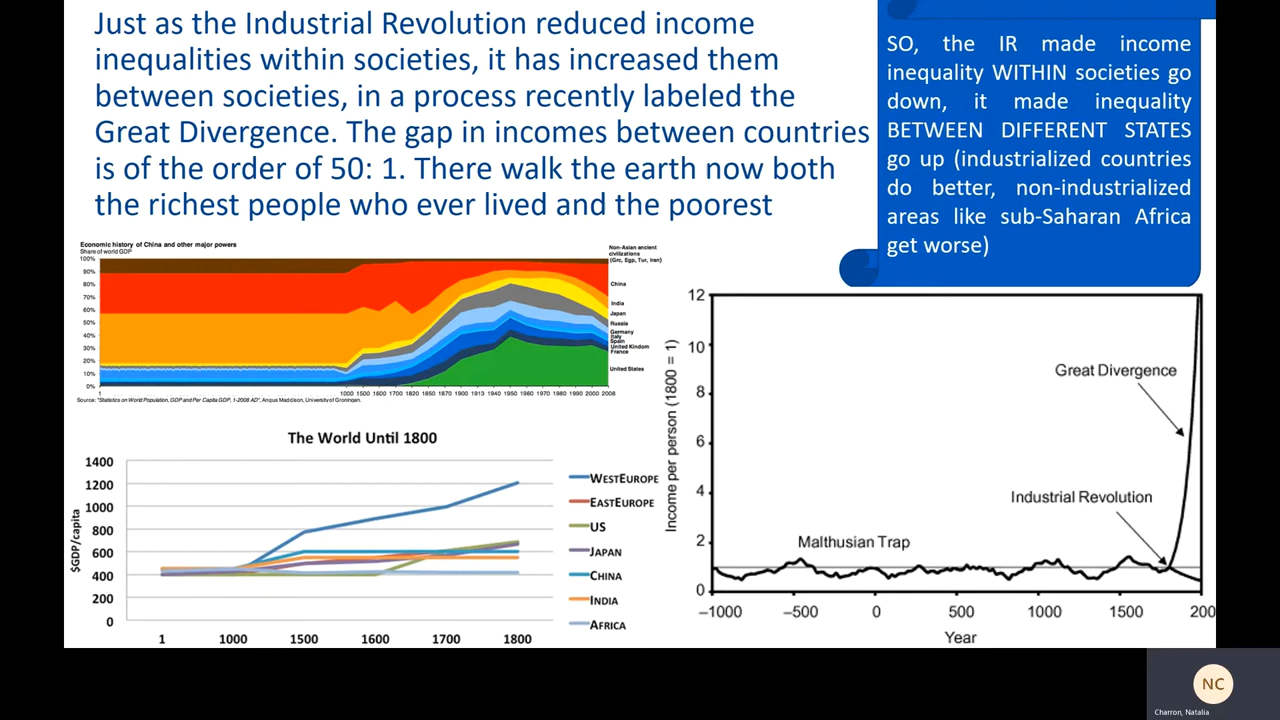 Just as the Industrial Revolution reduced income
inequalities within societies, it has increased them
between societies, in a process recently labeled the
Great Divergence. The gap in incomes between countries
is of the order of 50: 1. There walk the earth now both
the richest people who ever lived and the poorest
SO, the IR made income
inequality WITHIN societies go
down, it made inequality
BETWEEN DIFFERENT STATES
go up (industrialized countries
do better, non-industrialized
areas like sub-Saharan Africa
get worse)
Economic history of China and other major powers
Share of world GDP
100%
90%
80%
70%
60%
50%
40%
30%
20%
10%
0%
1 1000 1500 1600 1700 1820 1850 1870 1900 1913 1940 1950 1960 1970 1980 1990 2000 2008
Non-Asian ancient
civilizations
(Grc, Egp, Tur, Iran)
China
India
Japan
Russia
Germany
Italy
Spain
United Kindom
France
United States
Source: "Statistics on World Population, GDP and Per Capita GDP, 1-2008 AD", Angus Maddison, University of Groningen.
The World Until 1800
$GDP/capita
1400
1200
1000
800
600
400
200
0
1 1000 1500 1600 1700 1800
WESTEUROPE
EASTEUROPE
US
JAPAN
CHINA
INDIA
AFRICA
Income per person (1800 = 1)
12
10
8
6
4
2
0
Great Divergence
Industrial Revolution
Malthusian Trap
−1000 −500 0 500 1000 1500 200
Year
NC
Charron, Natalia